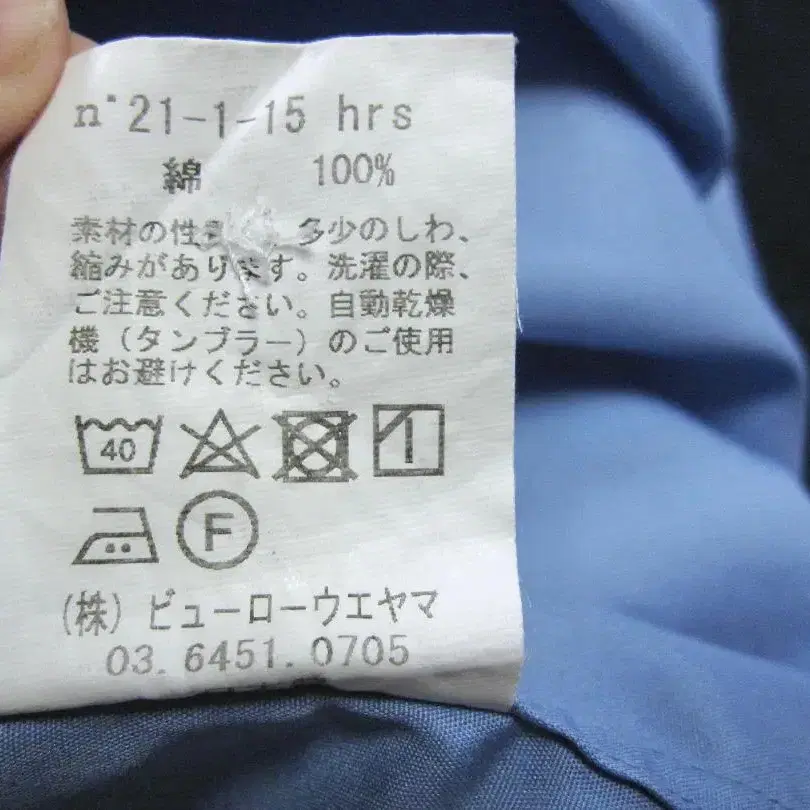 n°21-1-15 hrs
綿 100%
素材の性 多少のしわ、
縮みがあります。洗濯の際、
ご注意ください。自動乾燥
機（タンブラー）のご使用
はお避けください。
40
F
(株) ビューローウエヤマ
03.6451.0705